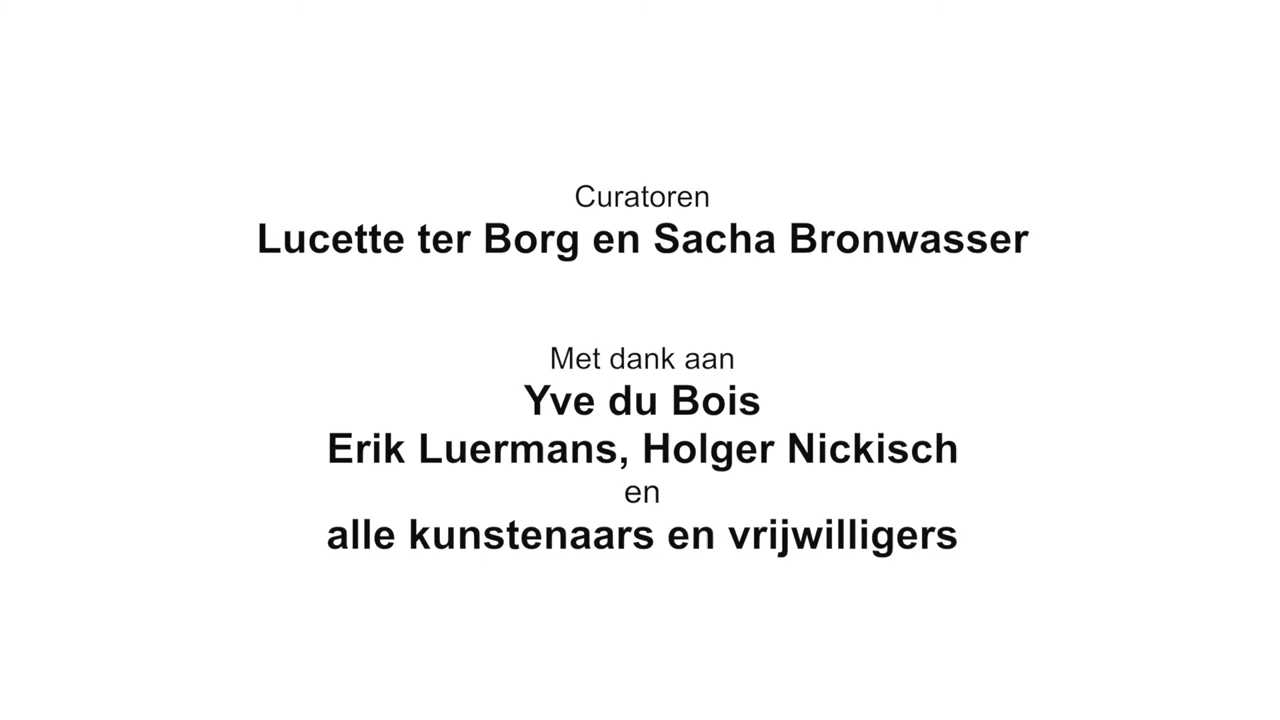 Curatoren
Lucette ter Borg en Sacha Bronwasser
Met dank aan
Yve du Bois
Erik Luermans, Holger Nickisch
en
alle kunstenaars en vrijwilligers